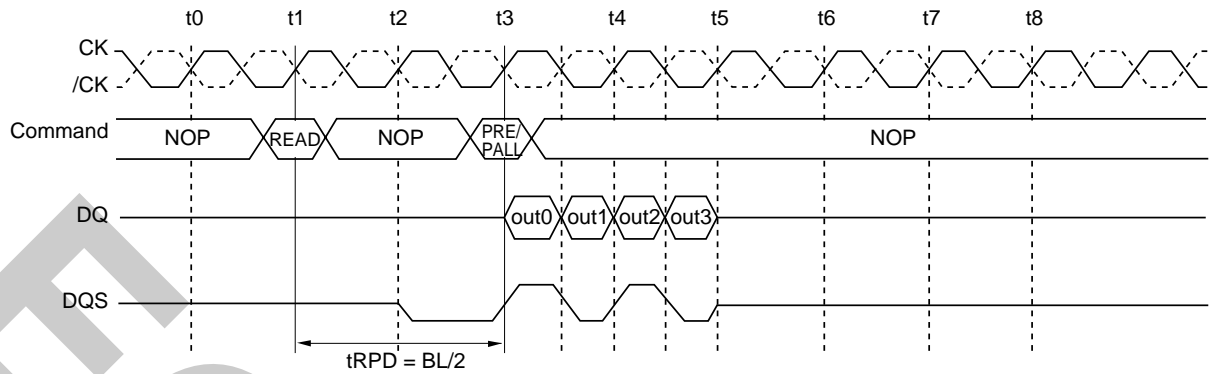 t0 t1 t2 t3 t4 t5 t6 t7 t8
CK
/CK
Command NOP READ NOP PRE/ PALL NOP
DQ out0 out1 out2 out3
DQS
tRPD = BL/2